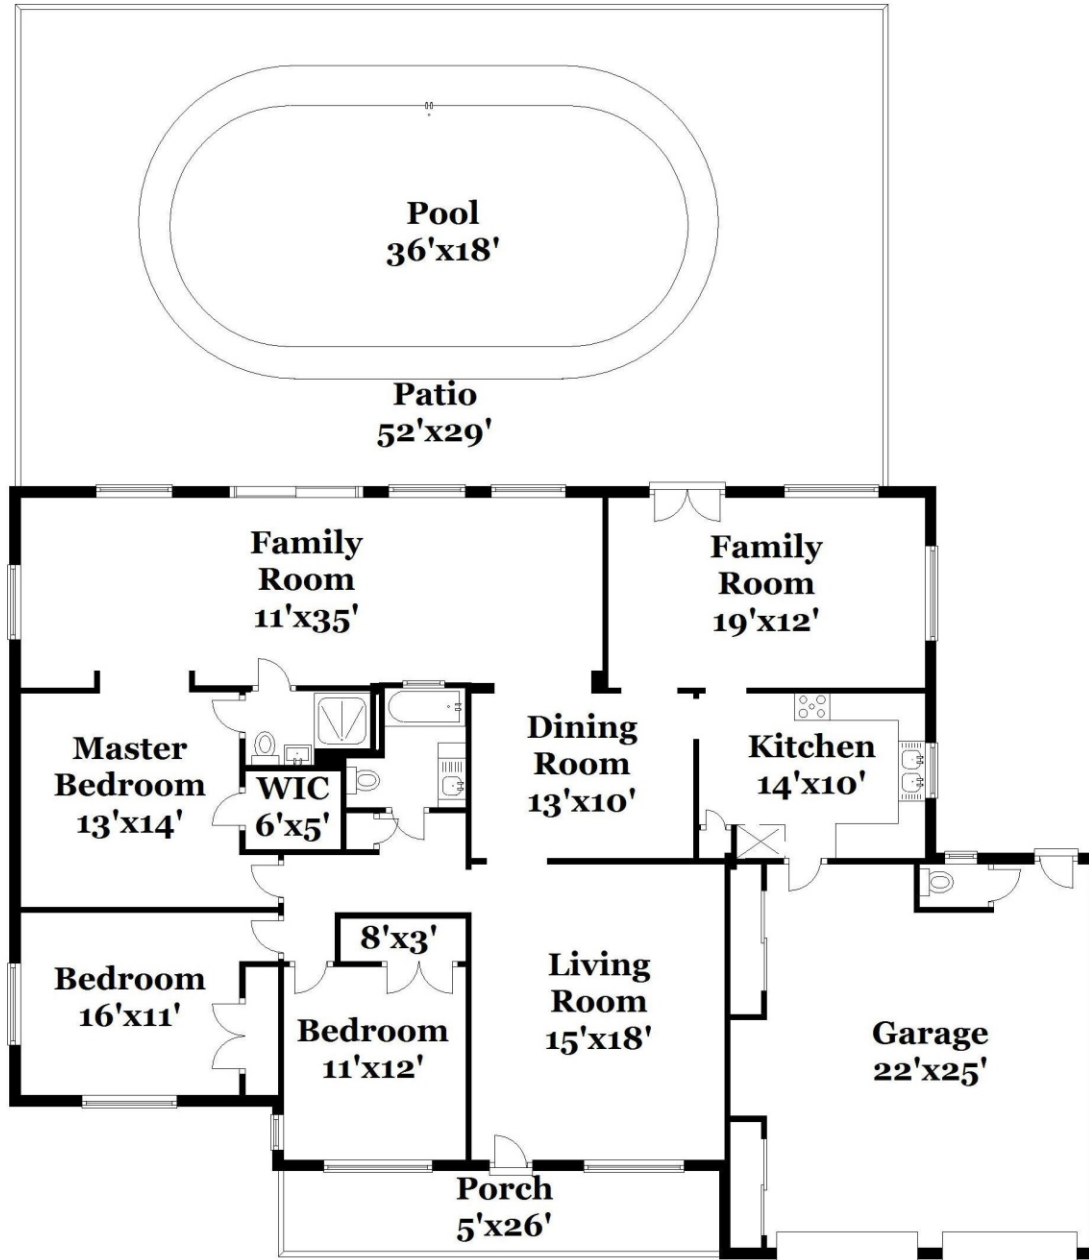 Pool
36'x18'
Patio
52'x29'
Family
Room
11'x35'
Family
Room
19'x12'
Master
Bedroom
13'x14'
WIC
6'x5'
Dining
Room
13'x10'
Kitchen
14'x10'
Bedroom
16'x11'
8'x3'
Bedroom
11'x12'
Living
Room
15'x18'
Garage
22'x25'
Porch
5'x26'